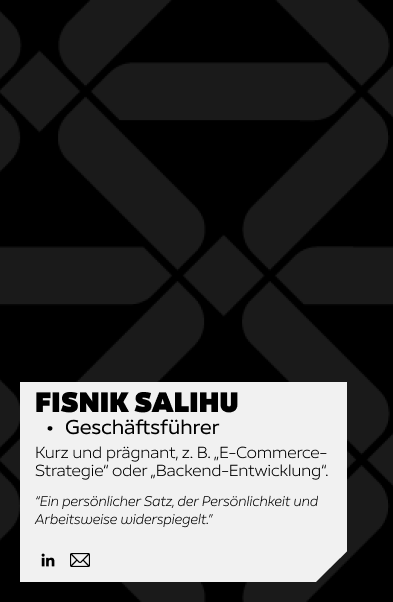 FISNIK SALIHU
• Geschäftsführer
Kurz und prägnant, z. B. „E-Commerce-
Strategie“ oder „Backend-Entwicklung“.
“Ein persönlicher Satz, der Persönlichkeit und
Arbeitsweise widerspiegelt.”
in